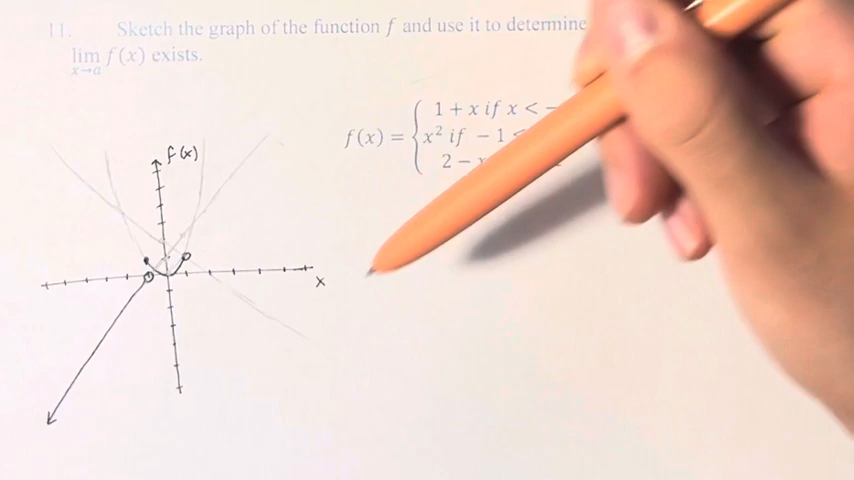 11. Sketch the graph of the function f and use it to determine
lim f(x) exists.
x→a
f(x) = { 1 + x if x < −
x² if − 1 ≤
2 − x
f(x)
x